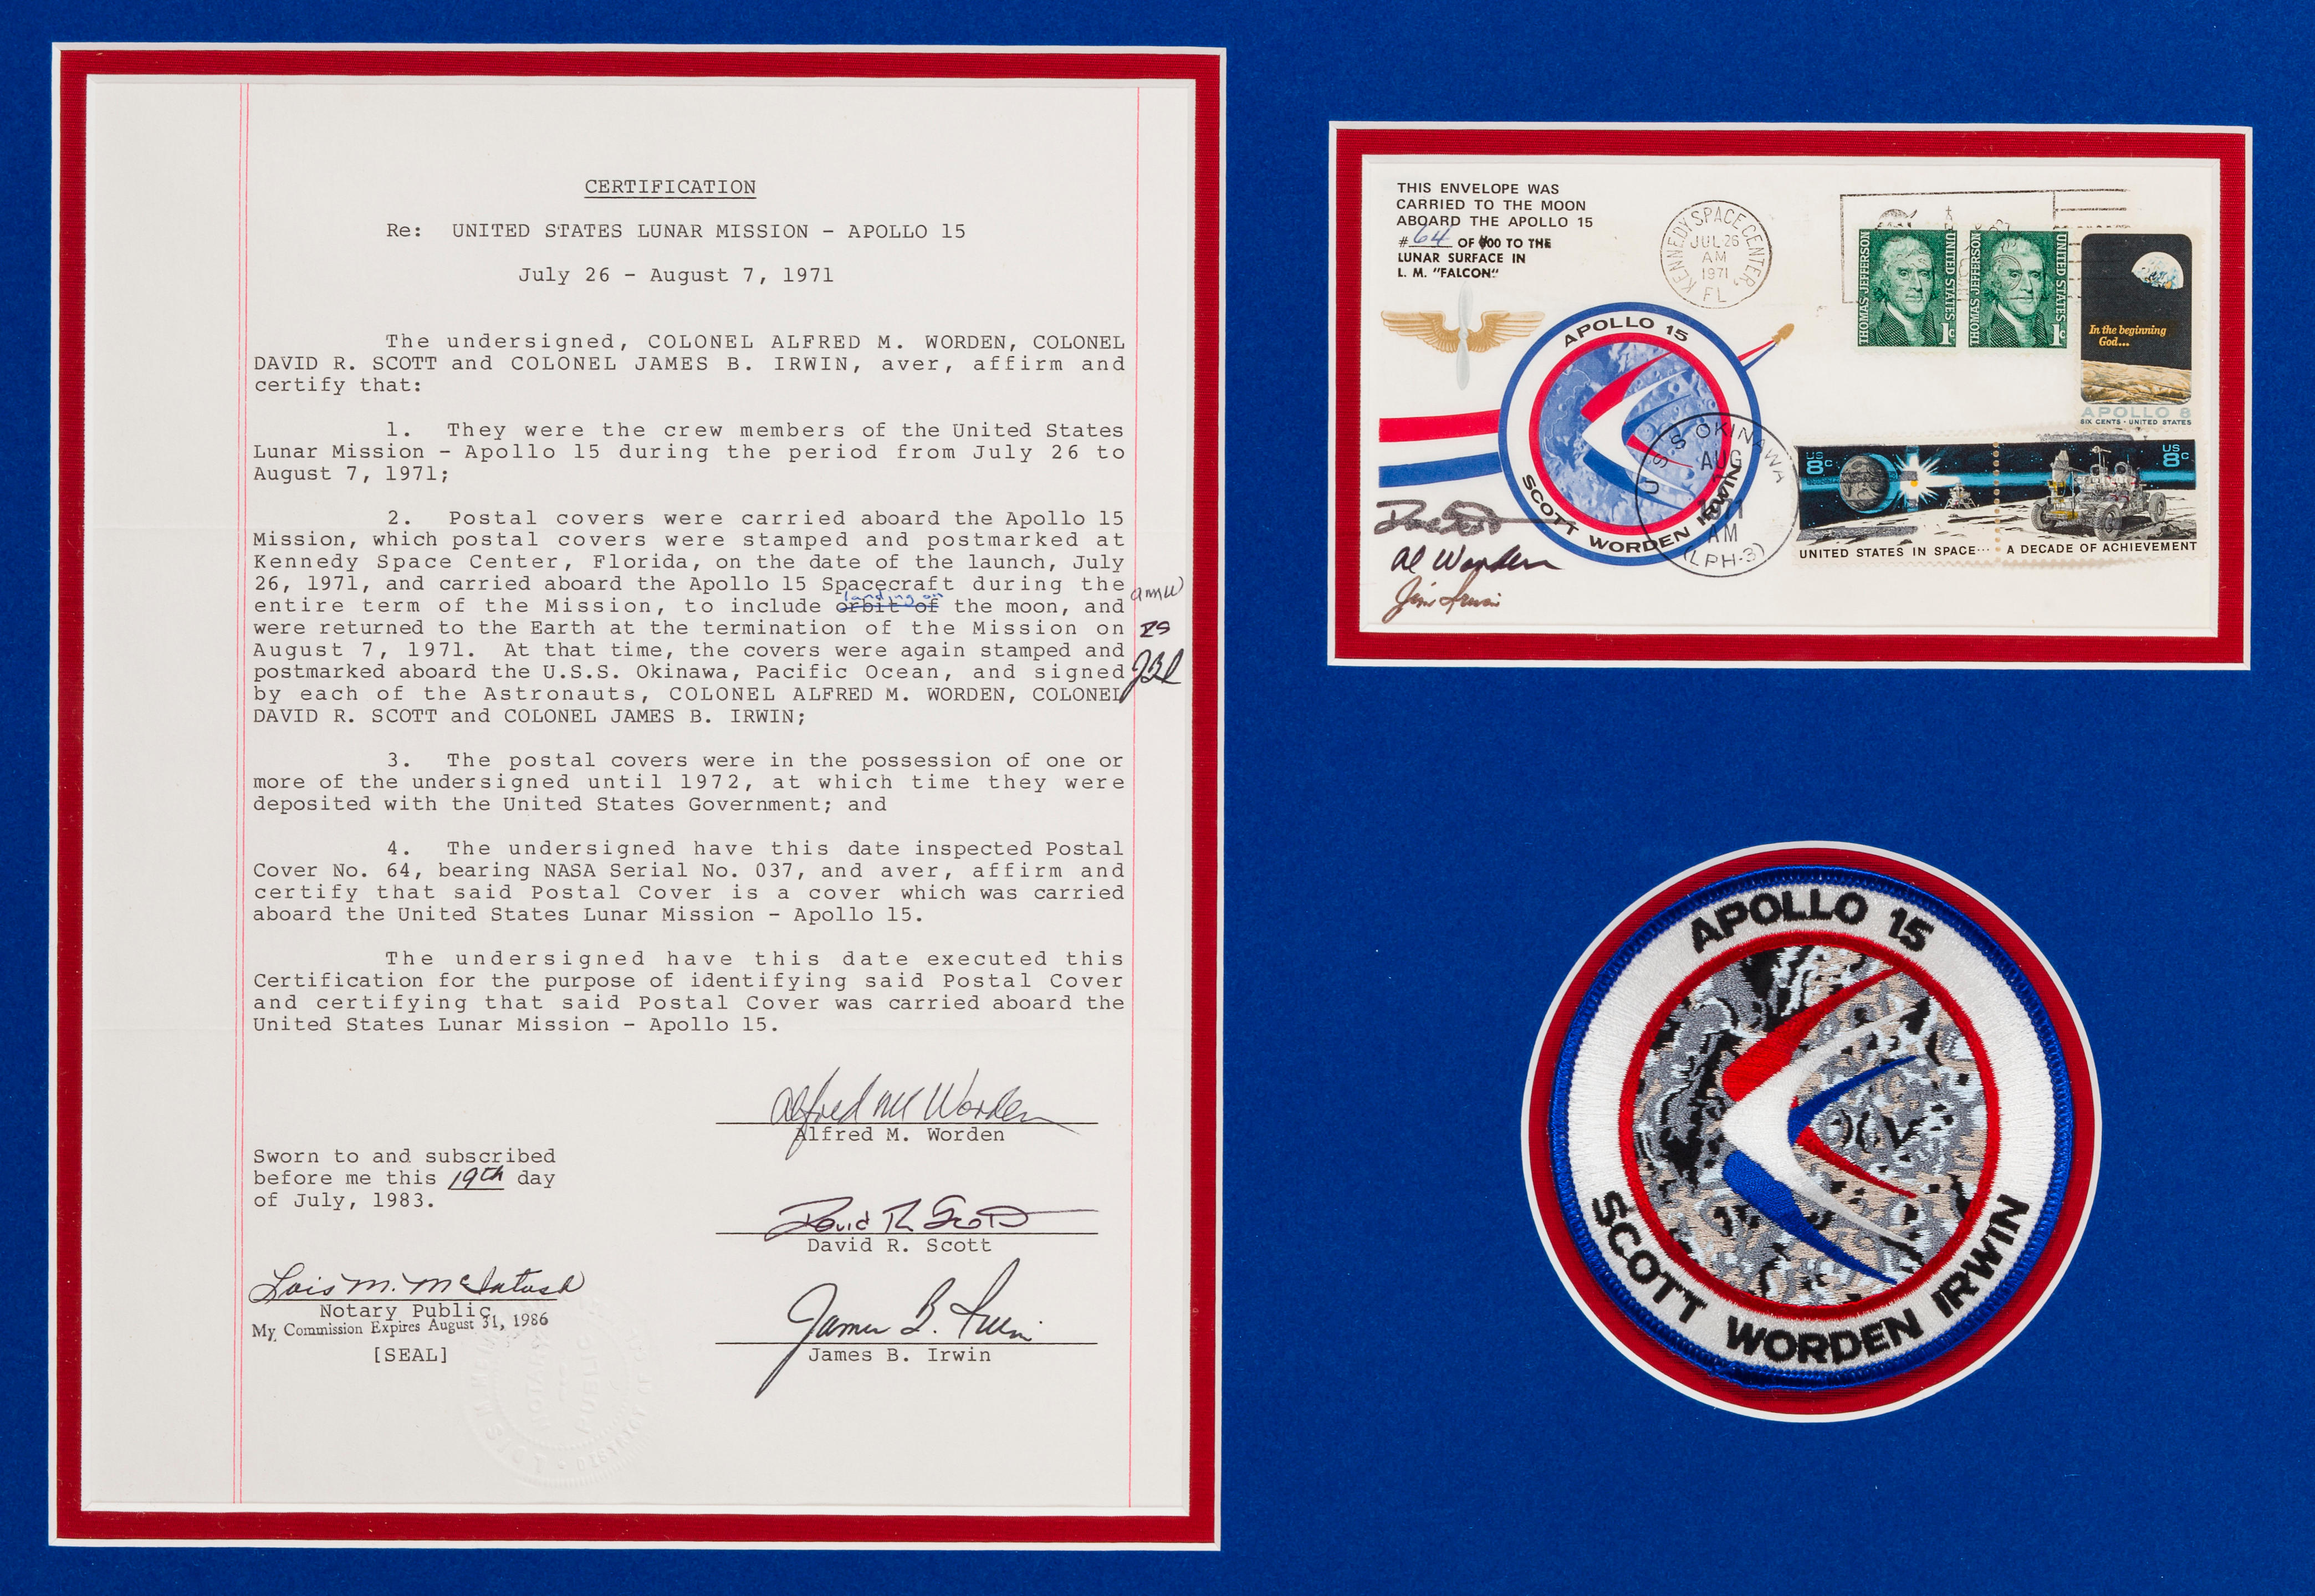 CERTIFICATION
Re: UNITED STATES LUNAR MISSION - APOLLO 15
July 26 - August 7, 1971
The undersigned, COLONEL ALFRED M. WORDEN, COLONEL
DAVID R. SCOTT and COLONEL JAMES B. IRWIN, aver, affirm and
certify that:
1. They were the crew members of the United States
Lunar Mission - Apollo 15 during the period from July 26 to
August 7, 1971;
2. Postal covers were carried aboard the Apollo 15
Mission, which postal covers were stamped and postmarked at
Kennedy Space Center, Florida, on the date of the launch, July
26, 1971, and carried aboard the Apollo 15 Spacecraft during the
landing on
entire term of the Mission, to include orbit of the moon, and
AMW
were returned to the Earth at the termination of the Mission on
DS
August 7, 1971. At that time, the covers were again stamped and
postmarked aboard the U.S.S. Okinawa, Pacific Ocean, and signed
JBI
by each of the Astronauts, COLONEL ALFRED M. WORDEN, COLONEL
DAVID R. SCOTT and COLONEL JAMES B. IRWIN;
3. The postal covers were in the possession of one or
more of the undersigned until 1972, at which time they were
deposited with the United States Government; and
4. The undersigned have this date inspected Postal
Cover No. 64, bearing NASA Serial No. 037, and aver, affirm and
certify that said Postal Cover is a cover which was carried
aboard the United States Lunar Mission - Apollo 15.
The undersigned have this date executed this
Certification for the purpose of identifying said Postal Cover
and certifying that said Postal Cover was carried aboard the
United States Lunar Mission - Apollo 15.
Alfred M Worden
Alfred M. Worden
Sworn to and subscribed
before me this 19th day
of July, 1983.
David R Scott
David R. Scott
Lois M. McIntosh
Notary Public
My Commission Expires August 31, 1986
[SEAL]
James B. Irwin
James B. Irwin
NOTARY PUBLIC
THIS ENVELOPE WAS
CARRIED TO THE MOON
ABOARD THE APOLLO 15
# 64 OF 100 TO THE
LUNAR SURFACE IN
L. M. "FALCON"
KENNEDY SPACE CENTER,
JUL 26
AM
1971
FL
THOMAS JEFFERSON
UNITED STATES
1c
THOMAS JEFFERSON
UNITED STATES
1c
In the beginning
God...
APOLLO 8
SIX CENTS · UNITED STATES
APOLLO 15
SCOTT WORDEN IRWIN
U.S.S. OKINAWA
AUG
1971
AM
(LPH-3)
US
8c
US
8c
UNITED STATES IN SPACE... A DECADE OF ACHIEVEMENT
Dave Scott
Al Worden
Jim Irwin
APOLLO 15
SCOTT WORDEN IRWIN